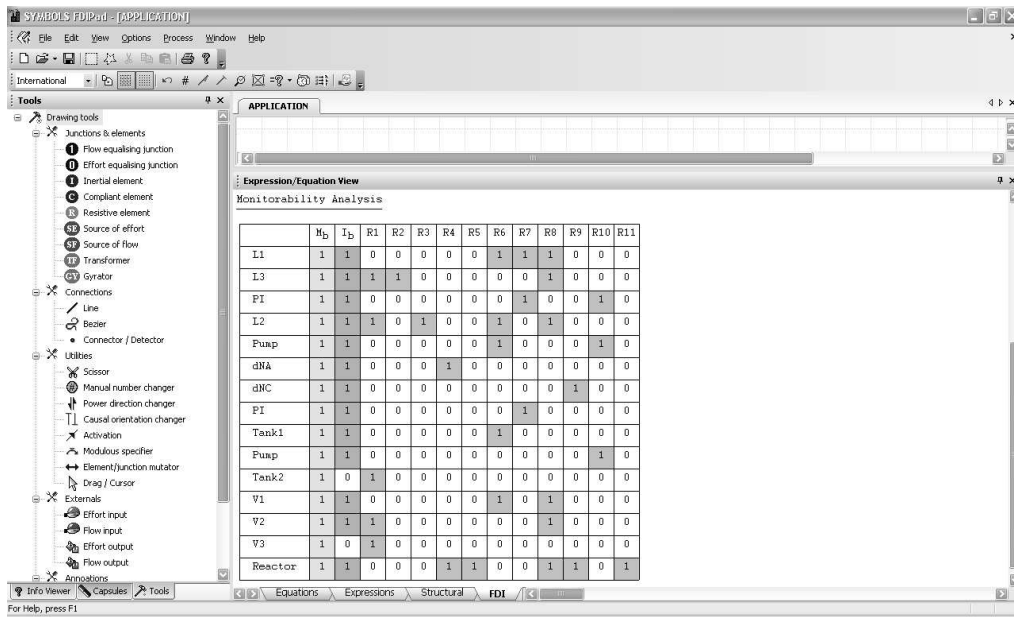 SYMBOLS FDIPad - [APPLICATION]
File Edit View Options Process Window Help
International
Tools
Drawing tools
Junctions & elements
1 Flow equalising junction
0 Effort equalising junction
I Inertial element
C Compliant element
R Resistive element
SE Source of effort
SF Source of flow
TF Transformer
GY Gyrator
Connections
Line
Bezier
Connector / Detector
Utilities
Scissor
Manual number changer
Power direction changer
Causal orientation changer
Activation
Modulous specifier
Element/junction mutator
Drag / Cursor
Externals
Effort input
Flow input
Effort output
Flow output
Annoations
Info Viewer Capsules Tools
For Help, press F1
APPLICATION
Expression/Equation View
Monitorability Analysis
Mb Ib R1 R2 R3 R4 R5 R6 R7 R8 R9 R10 R11
L1 1 1 0 0 0 0 0 1 1 1 0 0 0
L3 1 1 1 1 0 0 0 0 0 1 0 0 0
PI 1 1 0 0 0 0 0 0 1 0 0 1 0
L2 1 1 1 0 1 0 0 1 0 1 0 0 0
Pump 1 1 0 0 0 0 0 1 0 0 0 1 0
dNA 1 1 0 0 0 1 0 0 0 0 0 0 0
dNC 1 1 0 0 0 0 0 0 0 0 1 0 0
PI 1 1 0 0 0 0 0 0 1 0 0 0 0
Tank1 1 1 0 0 0 0 0 1 0 0 0 0 0
Pump 1 1 0 0 0 0 0 0 0 0 0 1 0
Tank2 1 0 1 0 0 0 0 0 0 0 0 0 0
V1 1 1 0 0 0 0 0 1 0 1 0 0 0
V2 1 1 1 0 0 0 0 0 0 1 0 0 0
V3 1 0 1 0 0 0 0 0 0 0 0 0 0
Reactor 1 1 0 0 0 1 1 0 0 1 1 0 1
Equations Expressions Structural FDI